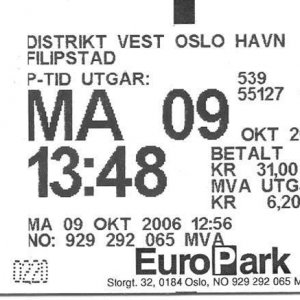 DISTRIKT VEST OSLO HAVN
FILIPSTAD
P-TID UTGAR: 539
55127
MA 09 OKT 2
13:48
BETALT
KR 31,00
MVA UTG
KR 6,20
MA 09 OKT 2006 12:56
NO: 929 292 065 MVA
EuroPark
Storgt. 32, 0184 Oslo, NO 929 292 065 M